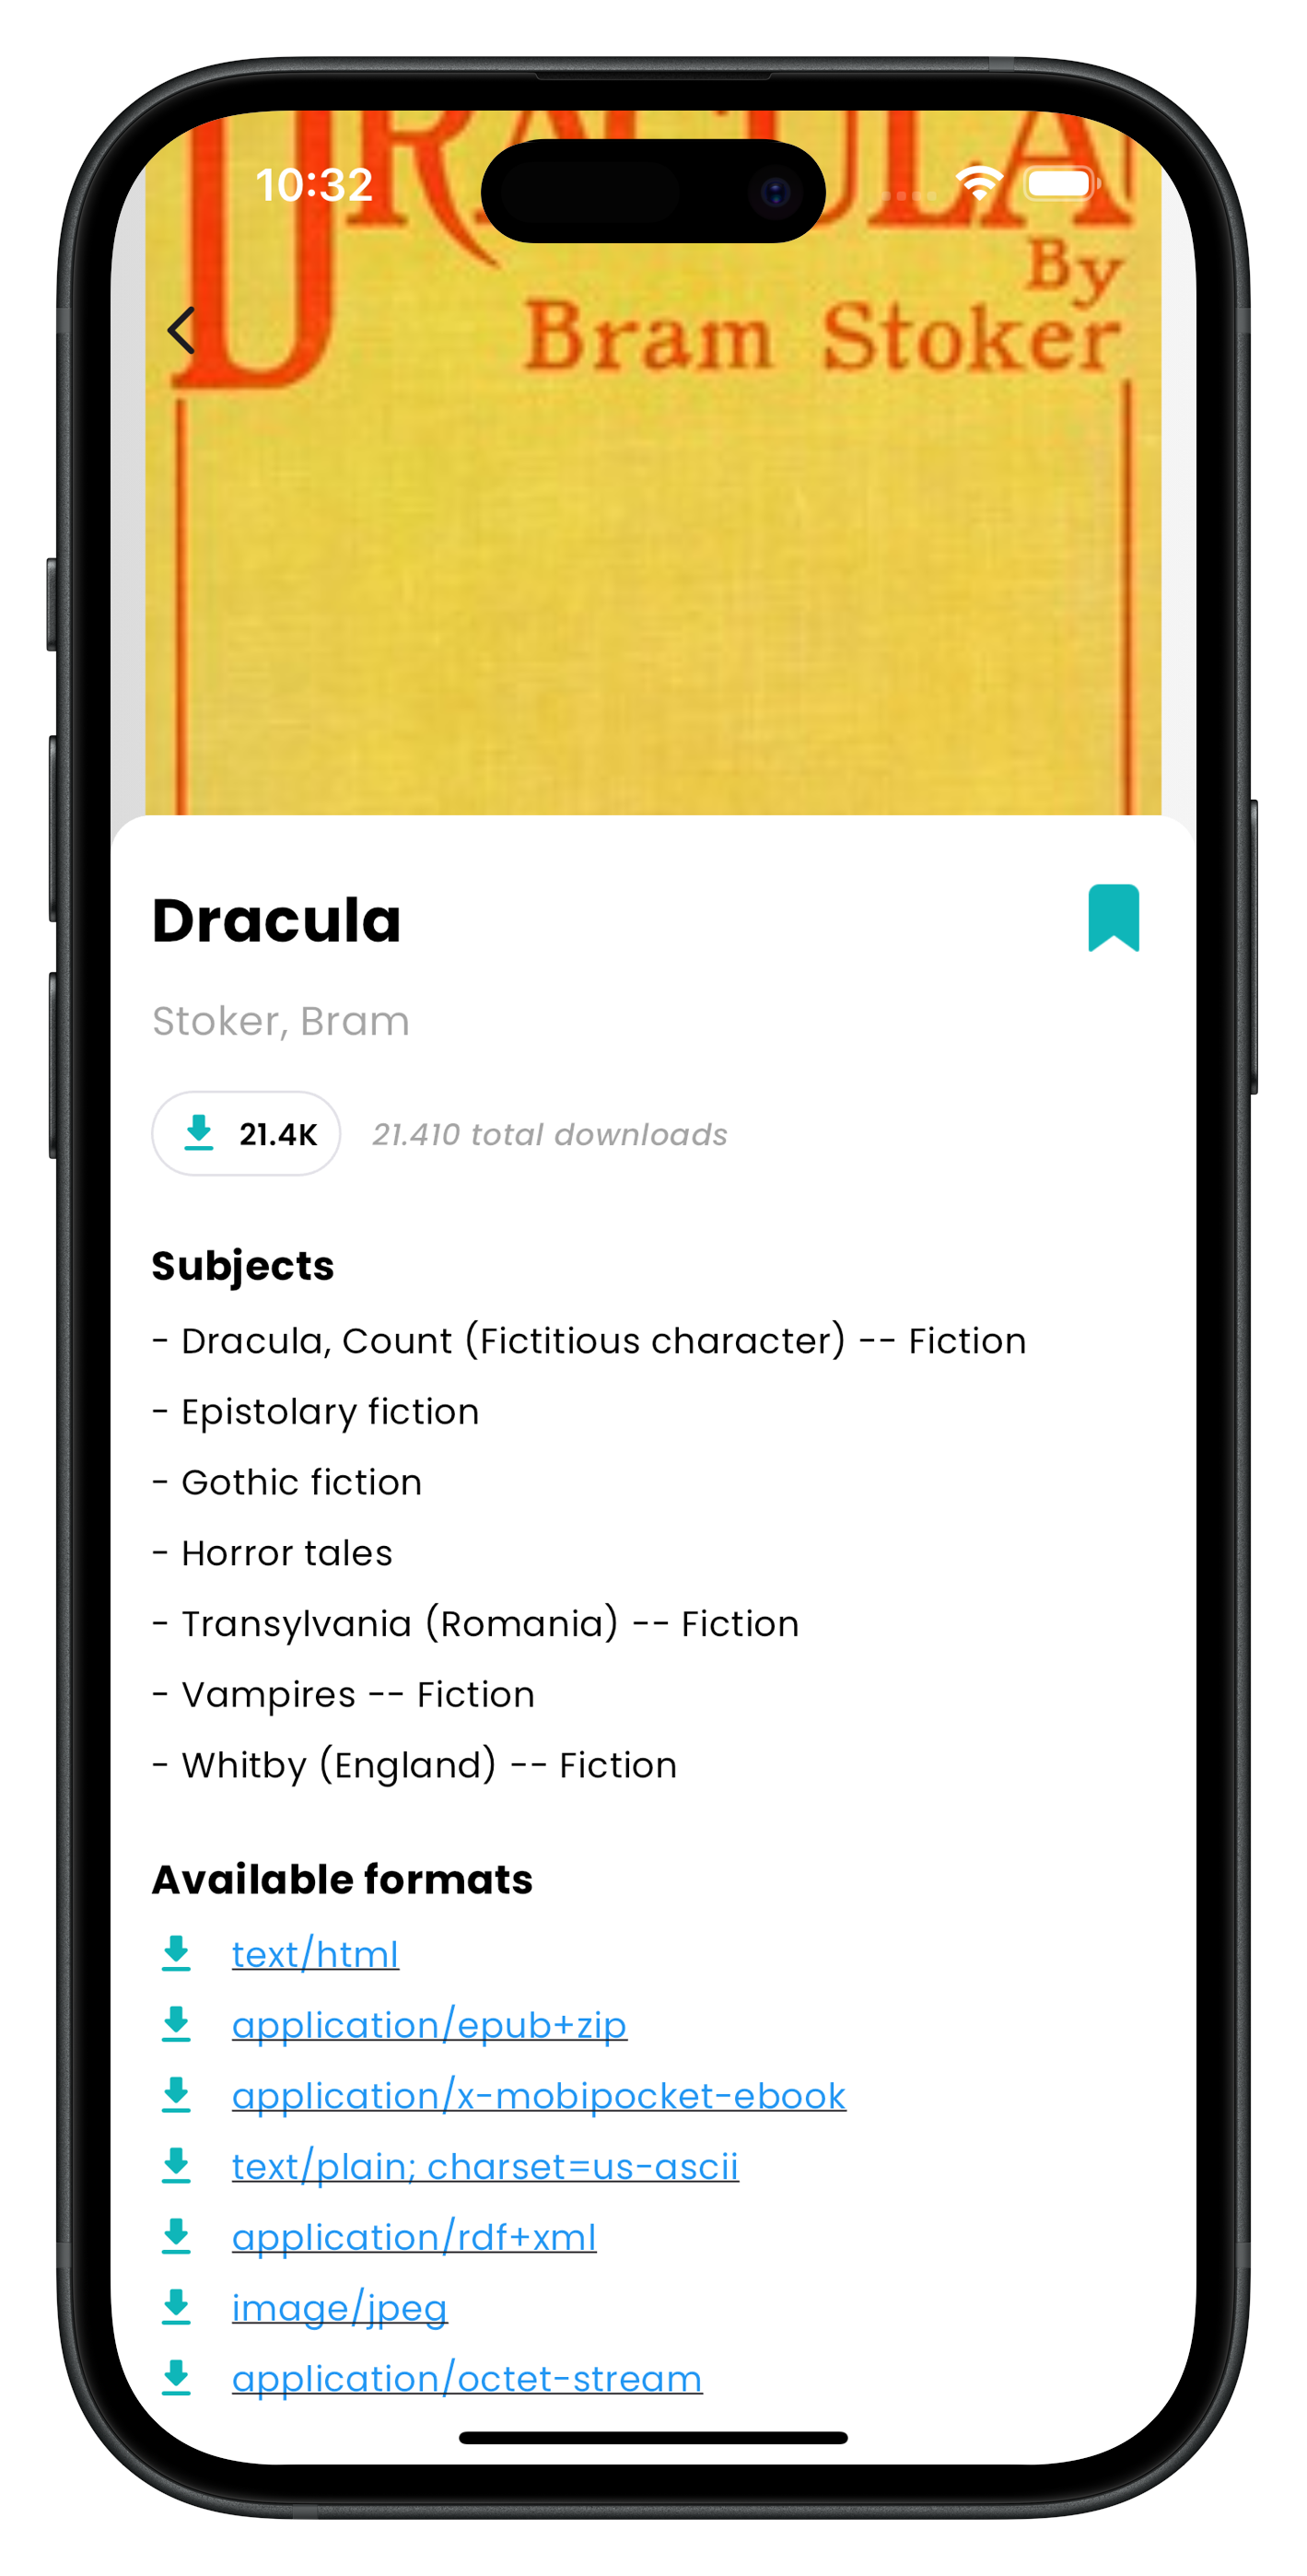 DRACULA
10:32
By
Bram Stoker
Dracula
Stoker, Bram
21.4K 21.410 total downloads
Subjects
- Dracula, Count (Fictitious character) -- Fiction
- Epistolary fiction
- Gothic fiction
- Horror tales
- Transylvania (Romania) -- Fiction
- Vampires -- Fiction
- Whitby (England) -- Fiction
Available formats
text/html
application/epub+zip
application/x-mobipocket-ebook
text/plain; charset=us-ascii
application/rdf+xml
image/jpeg
application/octet-stream